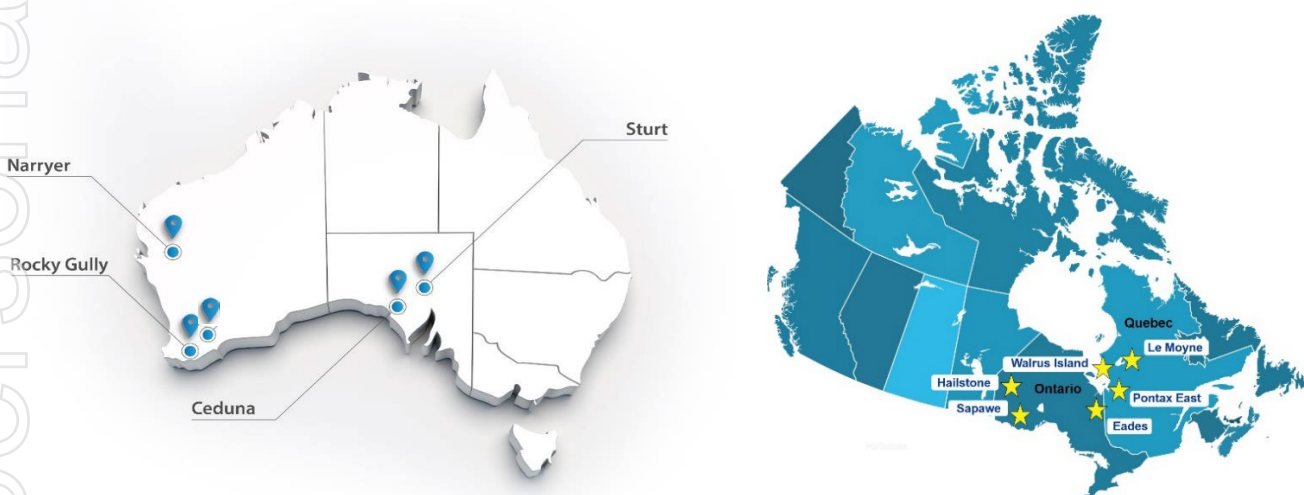 Narryer
Rocky Gully
Sturt
Ceduna
Quebec
Le Moyne
Walrus Island
Hailstone
Ontario
Pontax East
Sapawe
Eades